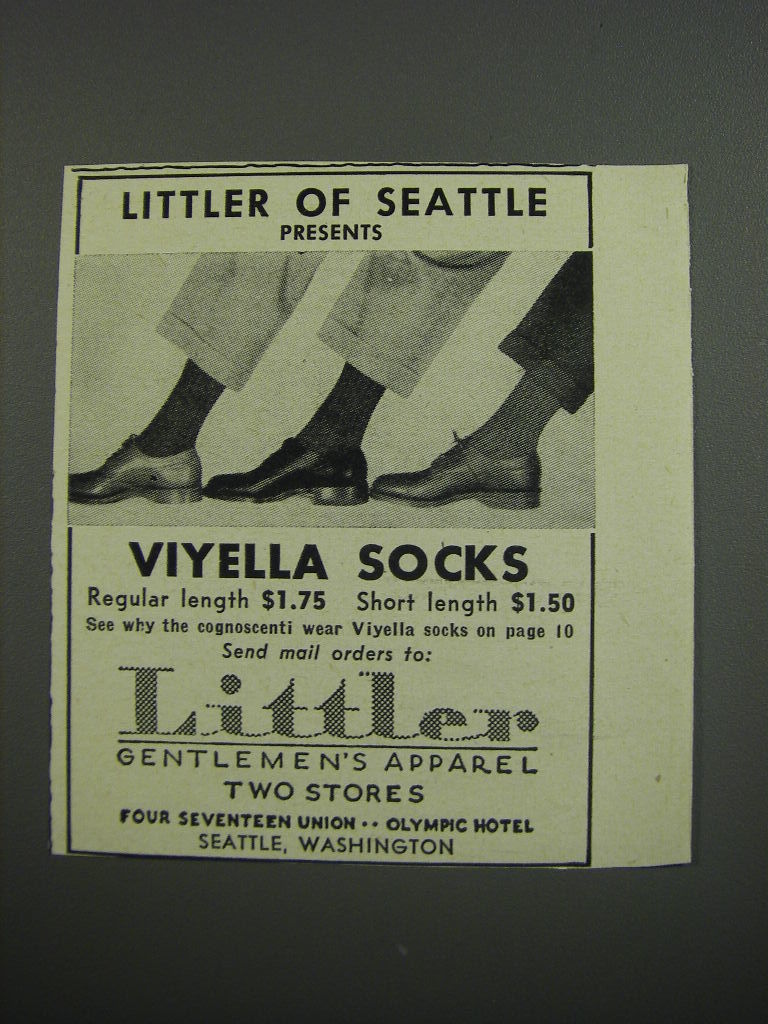 LITTLER OF SEATTLE
PRESENTS
VIYELLA SOCKS
Regular length $1.75 Short length $1.50
See why the cognoscenti wear Viyella socks on page 10
Send mail orders to:
Littler
GENTLEMEN'S APPAREL
TWO STORES
FOUR SEVENTEEN UNION •• OLYMPIC HOTEL
SEATTLE, WASHINGTON